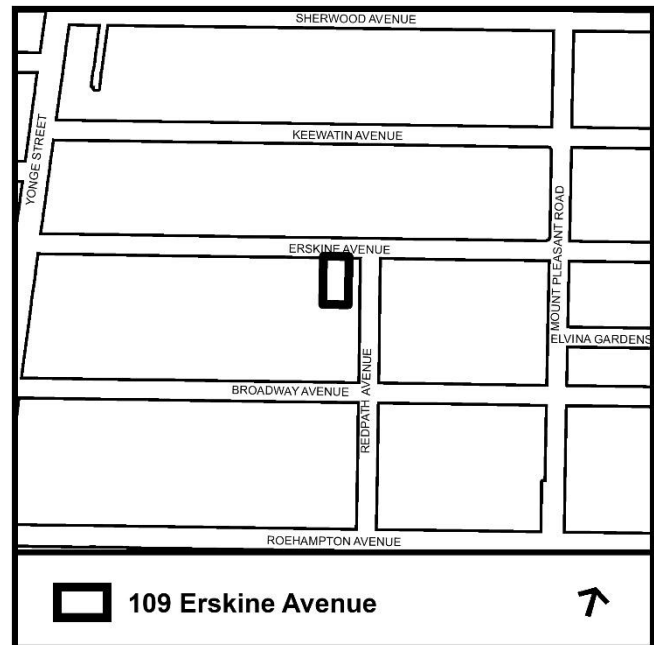 SHERWOOD AVENUE
KEEWATIN AVENUE
YONGE STREET
MOUNT PLEASANT ROAD
ERSKINE AVENUE
ELVINA GARDENS
REDPATH AVENUE
BROADWAY AVENUE
ROEHAMPTON AVENUE
109 Erskine Avenue